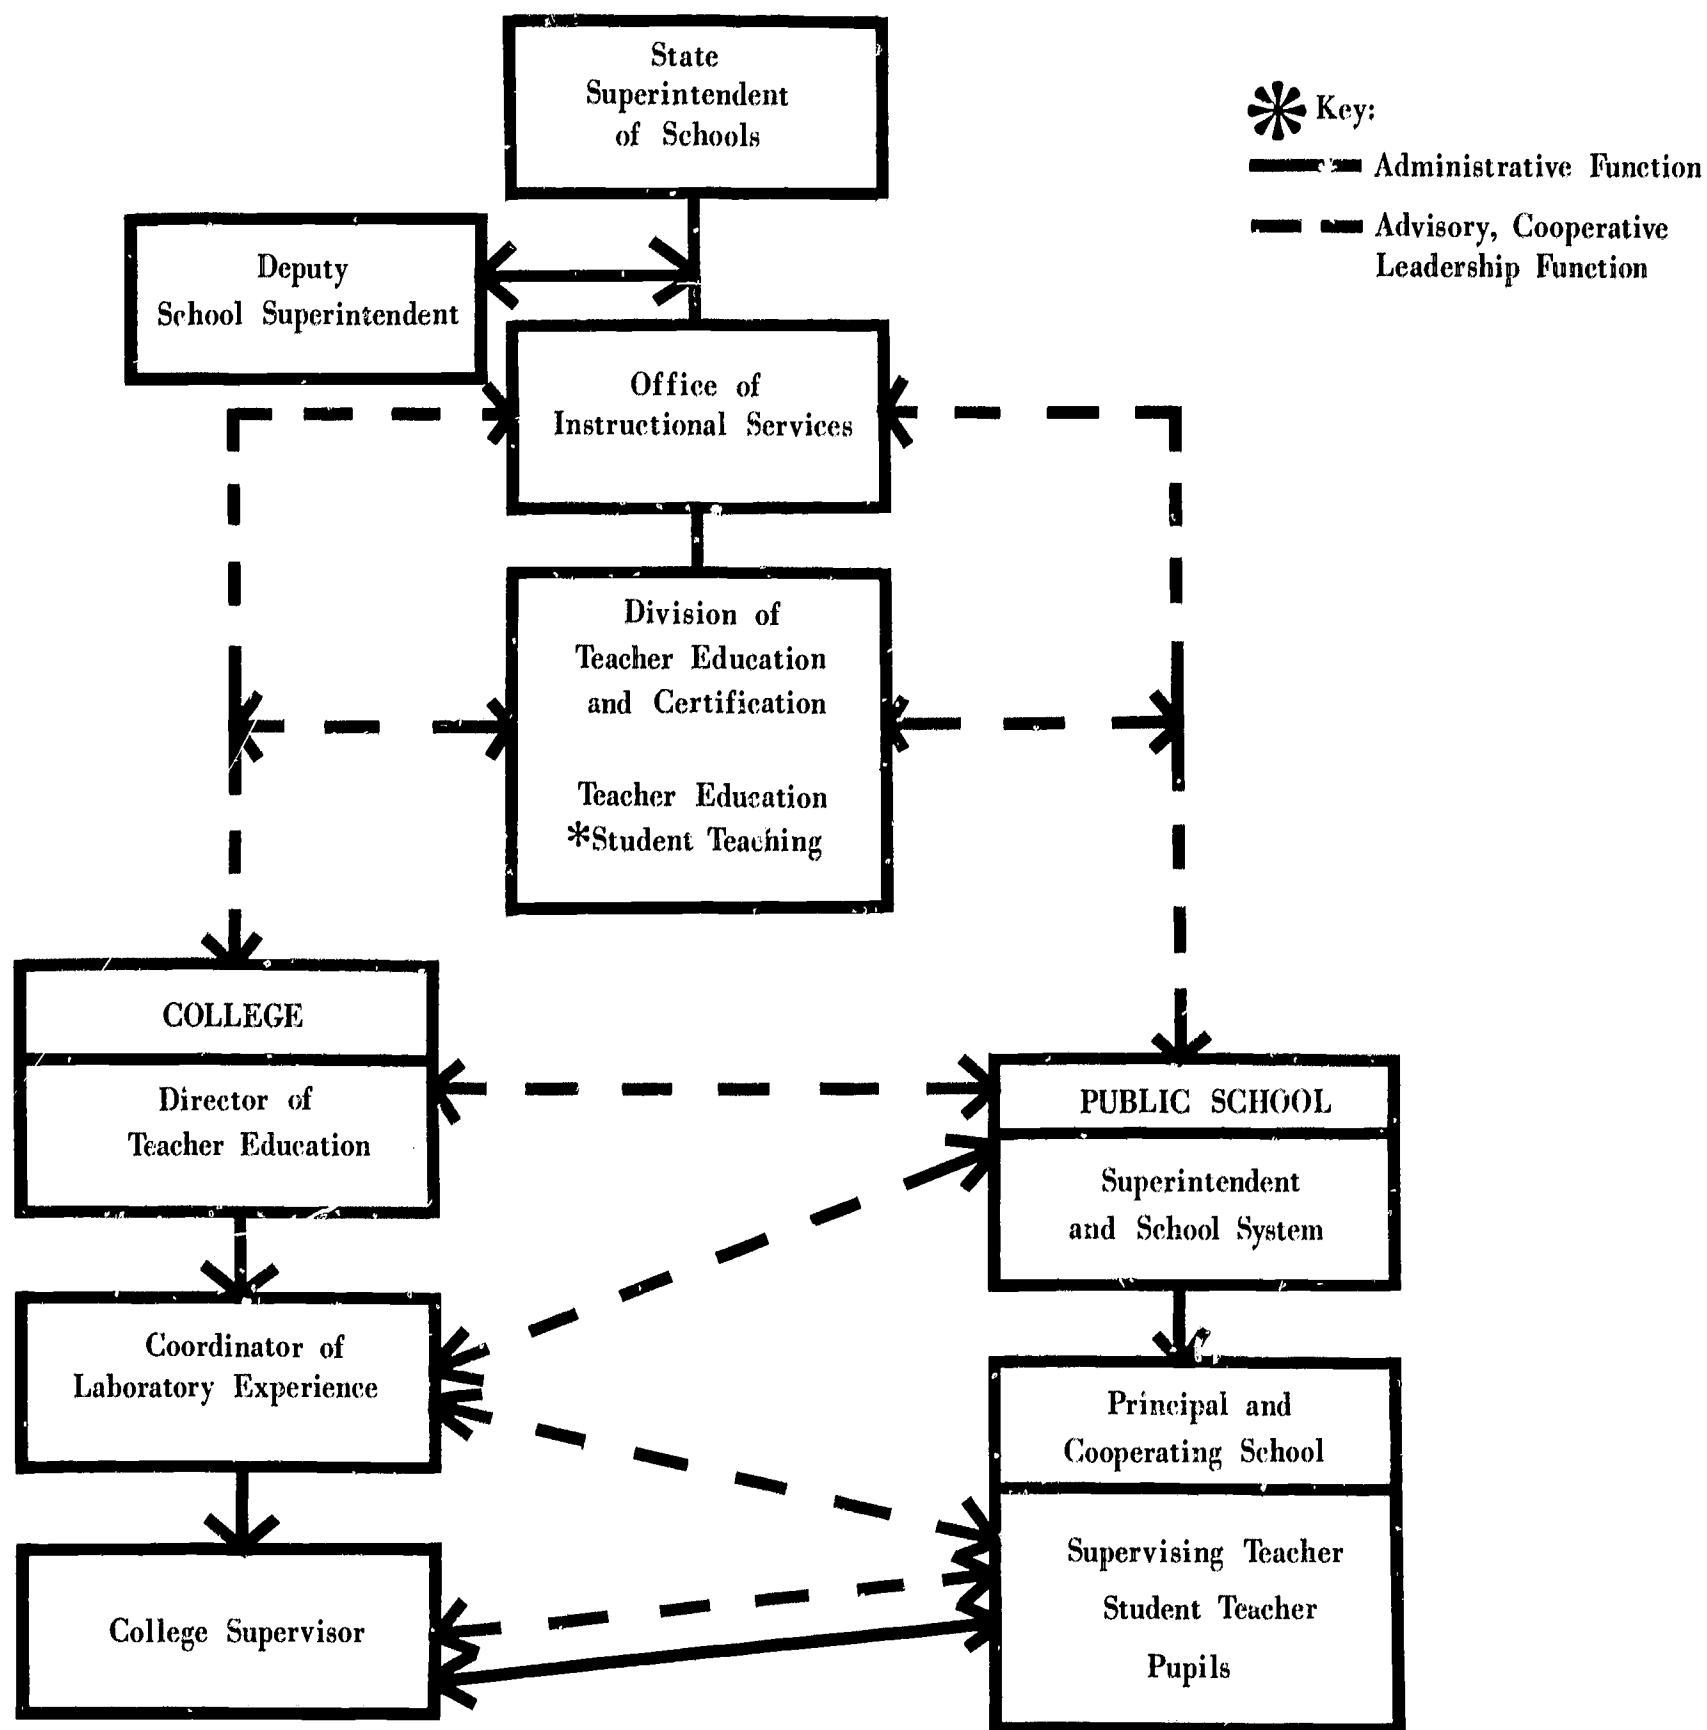 State
Superintendent
of Schools
Key:
Administrative Function
Advisory, Cooperative
Leadership Function
Deputy
School Superintendent
Office of
Instructional Services
Division of
Teacher Education
and Certification
Teacher Education
*Student Teaching
COLLEGE
Director of
Teacher Education
PUBLIC SCHOOL
Superintendent
and School System
Coordinator of
Laboratory Experience
Principal and
Cooperating School
Supervising Teacher
Student Teacher
Pupils
College Supervisor